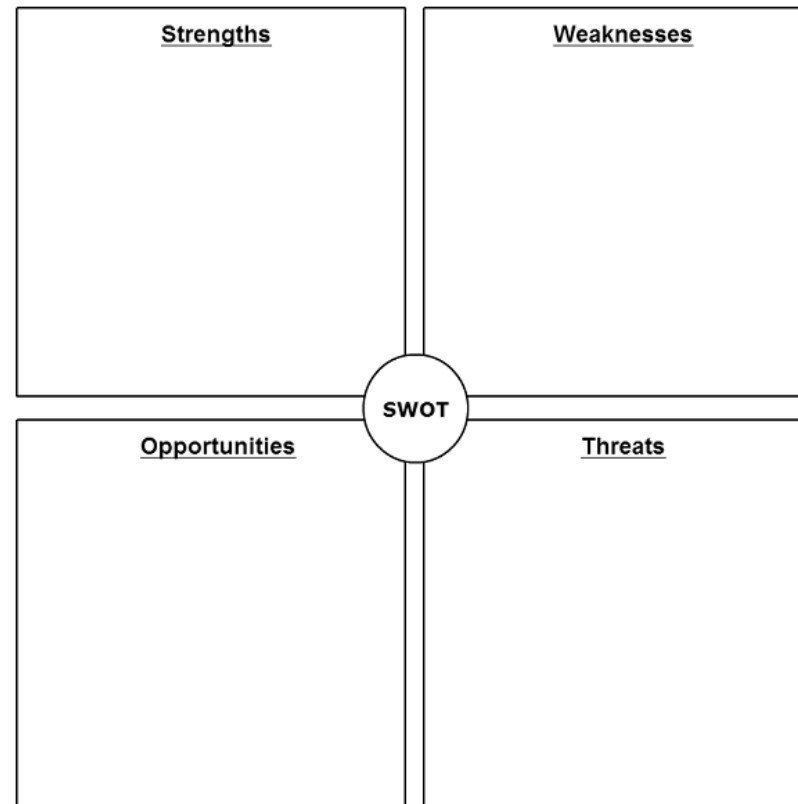 Strengths
Weaknesses
SWOT
Opportunities
Threats